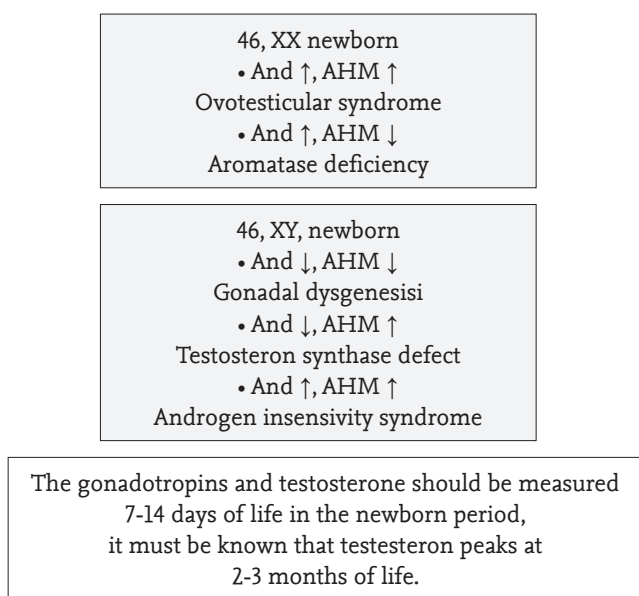 46, XX newborn
• And ↑, AHM ↑
Ovotesticular syndrome
• And ↑, AHM ↓
Aromatase deficiency
46, XY, newborn
• And ↓, AHM ↓
Gonadal dysgenesisi
• And ↓, AHM ↑
Testosteron synthase defect
• And ↑, AHM ↑
Androgen insensivity syndrome
The gonadotropins and testosterone should be measured
7-14 days of life in the newborn period,
it must be known that testesteron peaks at
2-3 months of life.